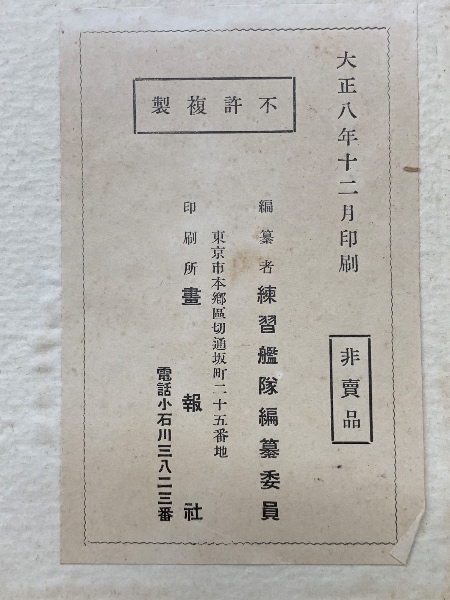 大正八年十二月印刷
非賣品
不許複製
編纂者 練習艦隊編纂委員
東京市本鄕區切通坂町二十五番地
印刷所 畫報社
電話小石川三八二三番